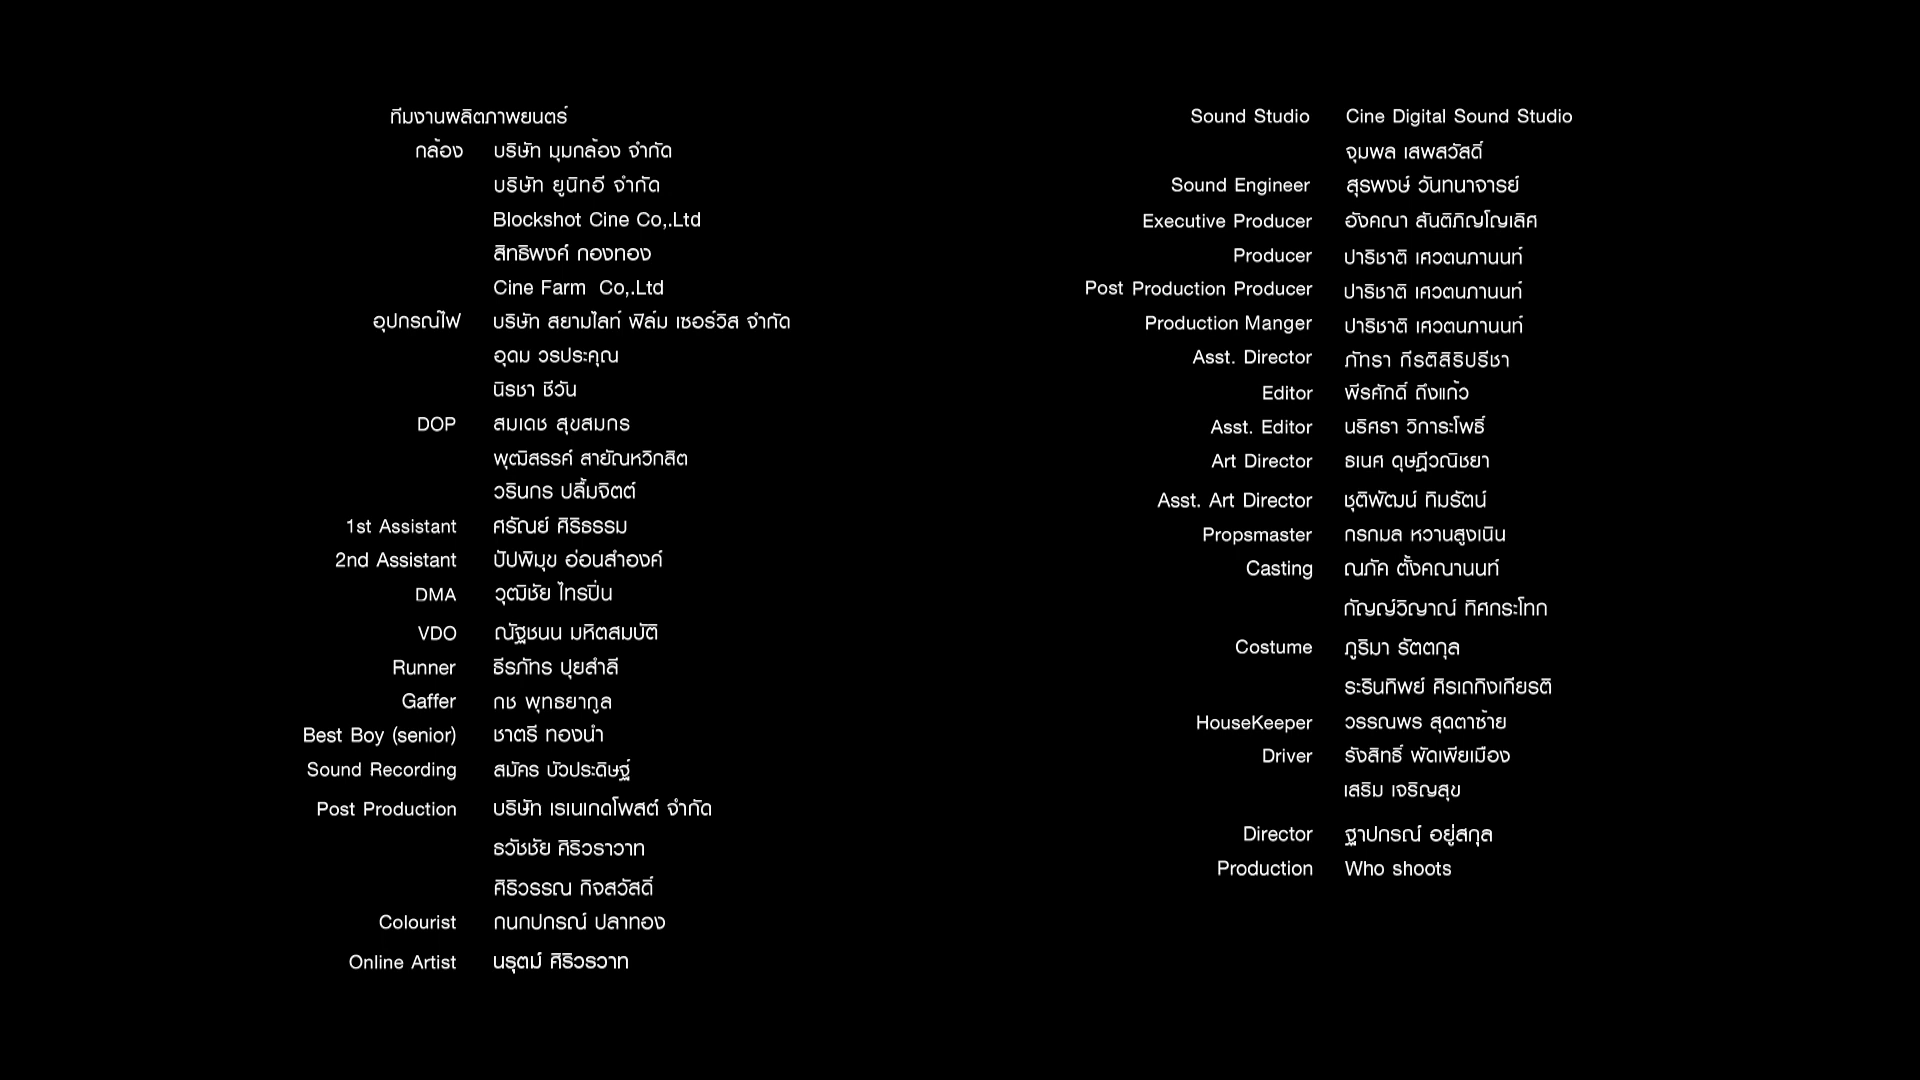 ทีมงานผลิตภาพยนตร์
กล้อง บริษัท มุมกล้อง จำกัด
บริษัท ยูนิทอี จำกัด
Blockshot Cine Co,.Ltd
สิทธิพงศ์ กองทอง
Cine Farm Co,.Ltd
อุปกรณ์ไฟ บริษัท สยามไลท์ ฟิล์ม เซอร์วิส จำกัด
อุดม วรประคุณ
นิรชา ชีวัน
DOP สมเดช สุขสมกร
พุฒิสรรค์ สายัณหวิกสิต
วรินกร ปลื้มจิตต์
1st Assistant ศรัณย์ ศิริธรรม
2nd Assistant ปัปพิมุข อ่อนสำองค์
DMA วุฒิชัย ไทรปิ่น
VDO ณัฐชนน มหิตสมบัติ
Runner ธีรภัทร ปุยสำลี
Gaffer กช พุทธยากูล
Best Boy (senior) ชาตรี ทองนำ
Sound Recording สมัคร บัวประดิษฐ์
Post Production บริษัท เรเนเกดโพสต์ จำกัด
ธวัชชัย ศิริวราวาท
ศิริวรรณ กิจสวัสดิ์
Colourist กนกปกรณ์ ปลาทอง
Online Artist นรุตม์ ศิริวรวาท
Sound Studio Cine Digital Sound Studio
จุมพล เสพสวัสดิ์
Sound Engineer สุรพงษ์ วันทนาจารย์
Executive Producer อังคณา สันติภิญโญเลิศ
Producer ปาริชาติ เศวตนภานนท์
Post Production Producer ปาริชาติ เศวตนภานนท์
Production Manger ปาริชาติ เศวตนภานนท์
Asst. Director ภัทรา กีรติสิริปรีชา
Editor พีรศักดิ์ ถึงแก้ว
Asst. Editor นริศรา วิการะโพธิ์
Art Director ธเนศ ดุษฎีวณิชยา
Asst. Art Director ชุติพัฒน์ ทิมรัตน์
Propsmaster กรกมล หวานสูงเนิน
Casting ณภัค ตั้งคณานนท์
กัญญ์วิญาณ์ ทิศกระโทก
Costume ภูริมา รัตตกุล
ระรินทิพย์ ศิรเถกิงเกียรติ
HouseKeeper วรรณพร สุดตาซ้าย
Driver รังสิทธิ์ พัดเพียเมือง
เสริม เจริญสุข
Director ฐาปกรณ์ อยู่สกุล
Production Who shoots